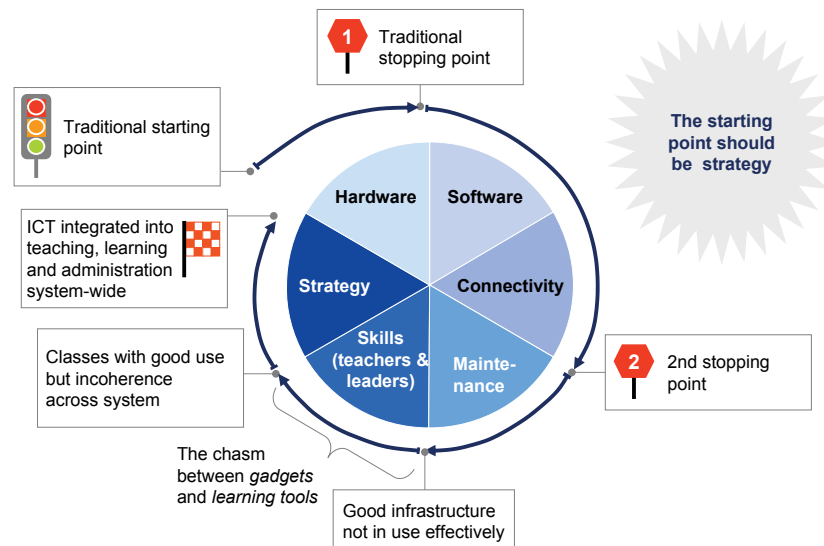 1
Traditional
stopping point
Traditional starting
point
The starting
point should
be strategy
Hardware
Software
ICT integrated into
teaching, learning
and administration
system-wide
Strategy
Connectivity
Skills
(teachers &
leaders)
Mainte-
nance
Classes with good use
but incoherence
across system
2
2nd stopping
point
The chasm
between gadgets
and learning tools
Good infrastructure
not in use effectively